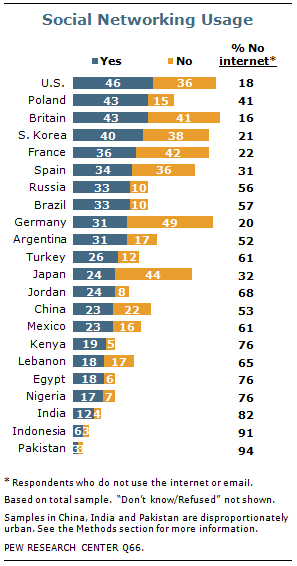 Social Networking Usage
Yes No % No internet*
U.S. 46 36 18
Poland 43 15 41
Britain 43 41 16
S. Korea 40 38 21
France 36 42 22
Spain 34 36 31
Russia 33 10 56
Brazil 33 10 57
Germany 31 49 20
Argentina 31 17 52
Turkey 26 12 61
Japan 24 44 32
Jordan 24 8 68
China 23 22 53
Mexico 23 16 61
Kenya 19 5 76
Lebanon 18 17 65
Egypt 18 6 76
Nigeria 17 7 76
India 12 4 82
Indonesia 6 3 91
Pakistan 3 94
* Respondents who do not use the internet or email.
Based on total sample. "Don't know/Refused" not shown.
Samples in China, India and Pakistan are disproportionately
urban. See the Methods section for more information.
PEW RESEARCH CENTER Q66.